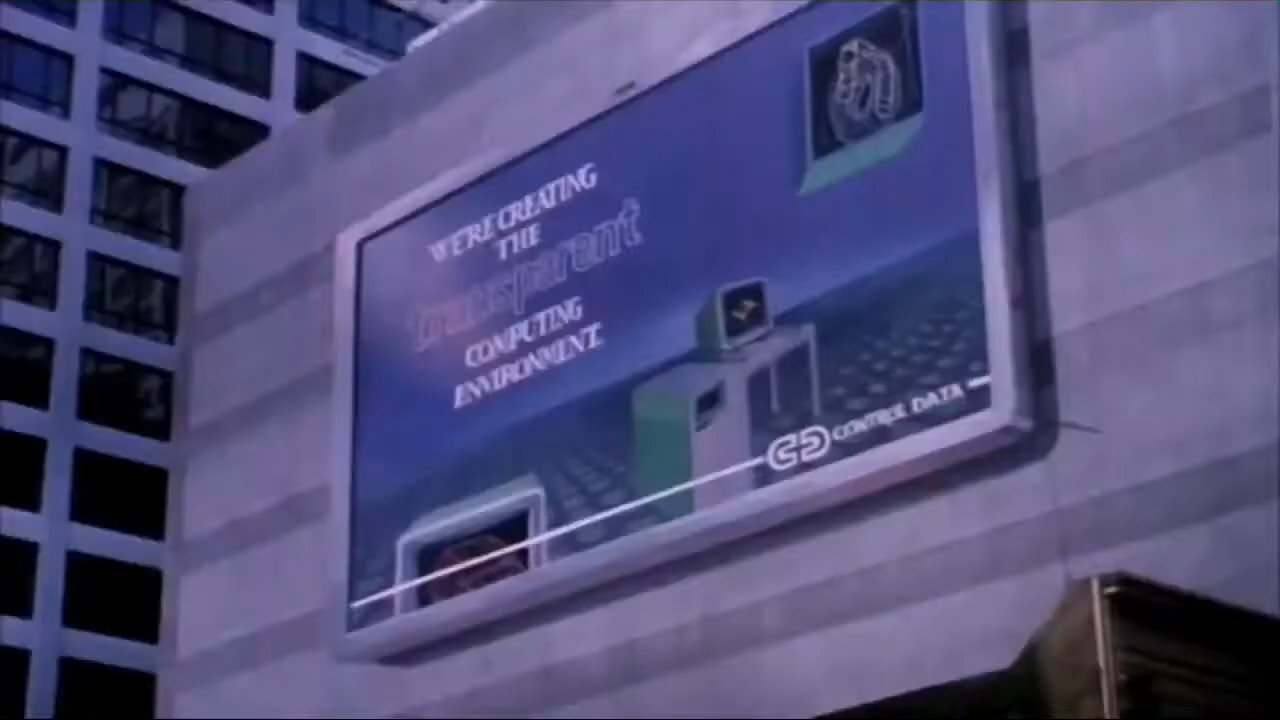 WE'RE CREATING
THE
transparent
COMPUTING
ENVIRONMENT.
CONTROL DATA